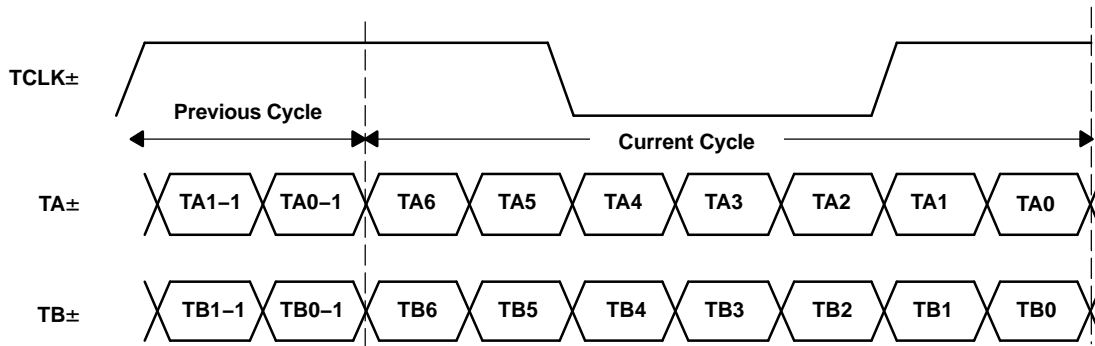 TCLK±
Previous Cycle
Current Cycle
TA±
TA1–1 TA0–1 TA6 TA5 TA4 TA3 TA2 TA1 TA0
TB±
TB1–1 TB0–1 TB6 TB5 TB4 TB3 TB2 TB1 TB0